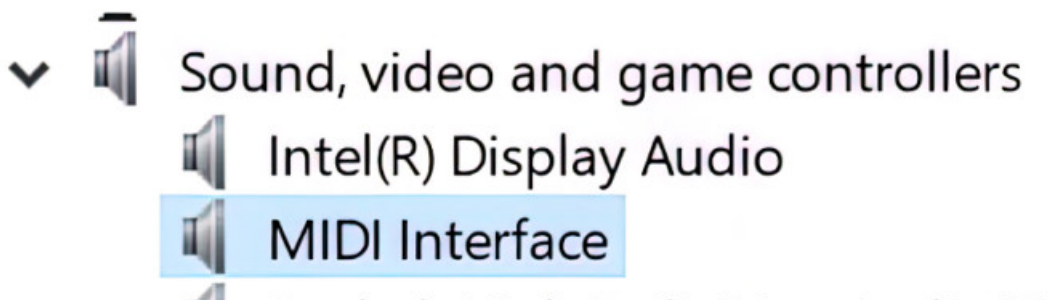 Sound, video and game controllers
Intel(R) Display Audio
MIDI Interface